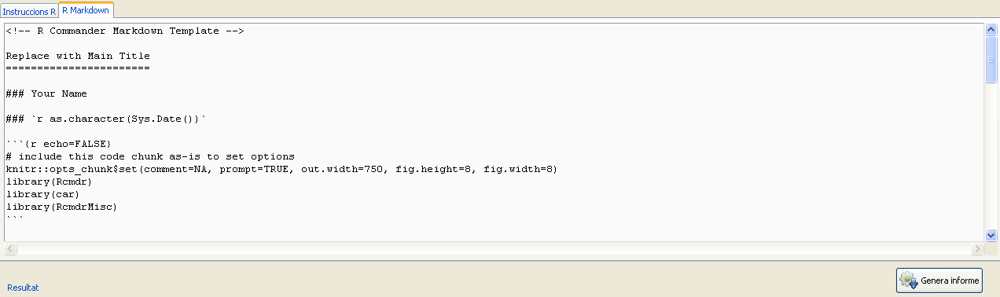 Instruccions R
R Markdown
<!-- R Commander Markdown Template -->
Replace with Main Title
=======================
### Your Name
### `r as.character(Sys.Date())`
```{r echo=FALSE}
# include this code chunk as-is to set options
knitr::opts_chunk$set(comment=NA, prompt=TRUE, out.width=750, fig.height=8, fig.width=8)
library(Rcmdr)
library(car)
library(RcmdrMisc)
```
Genera informe
Resultat